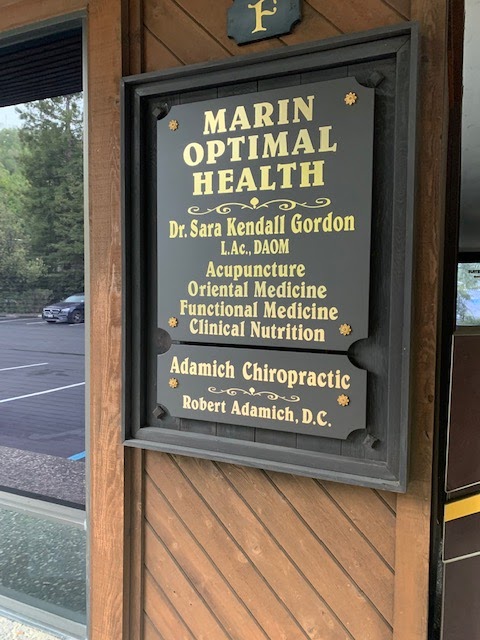 F
MARIN
OPTIMAL
HEALTH
Dr. Sara Kendall Gordon
L.Ac., DAOM
Acupuncture
Oriental Medicine
Functional Medicine
Clinical Nutrition
Adamich Chiropractic
Robert Adamich, D.C.